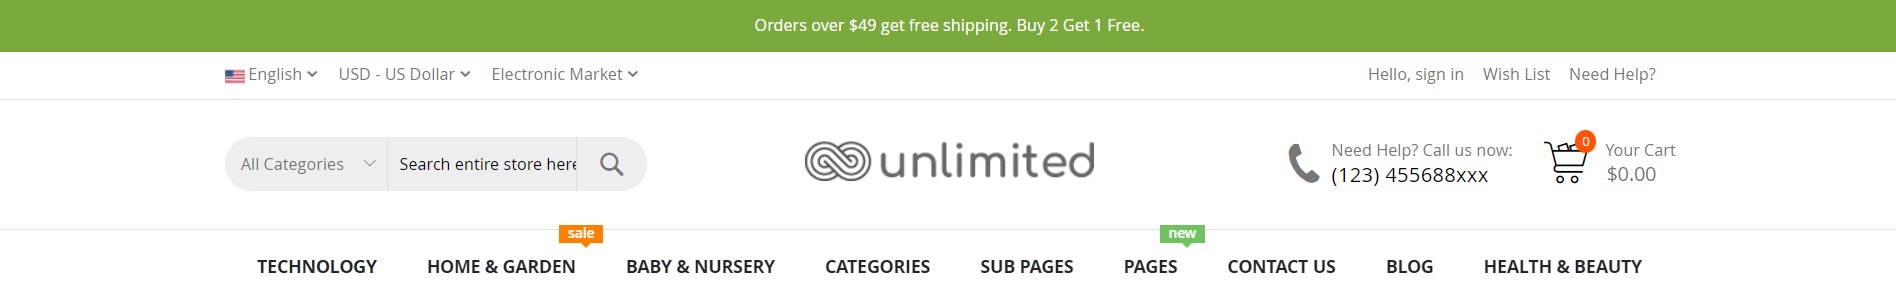 Orders over $49 get free shipping. Buy 2 Get 1 Free.
English USD - US Dollar Electronic Market Hello, sign in Wish List Need Help?
All Categories Search entire store here unlimited Need Help? Call us now: 0 Your Cart
(123) 455688xxx $0.00
sale new
TECHNOLOGY HOME & GARDEN BABY & NURSERY CATEGORIES SUB PAGES PAGES CONTACT US BLOG HEALTH & BEAUTY